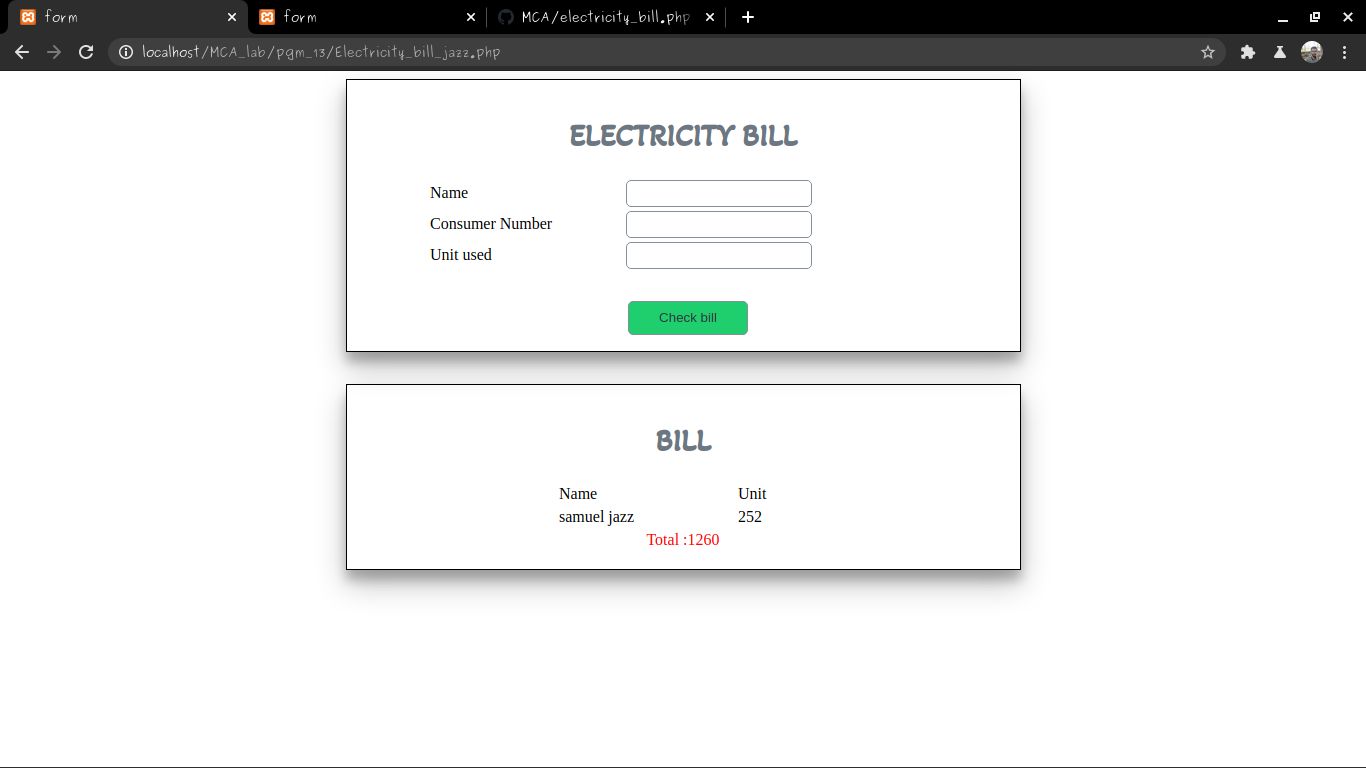 form form MCA/electricity_bill.php
localhost/MCA_lab/pgm_13/Electricity_bill_jazz.php
ELECTRICITY BILL
Name
Consumer Number
Unit used
Check bill
BILL
Name Unit
samuel jazz 252
Total :1260